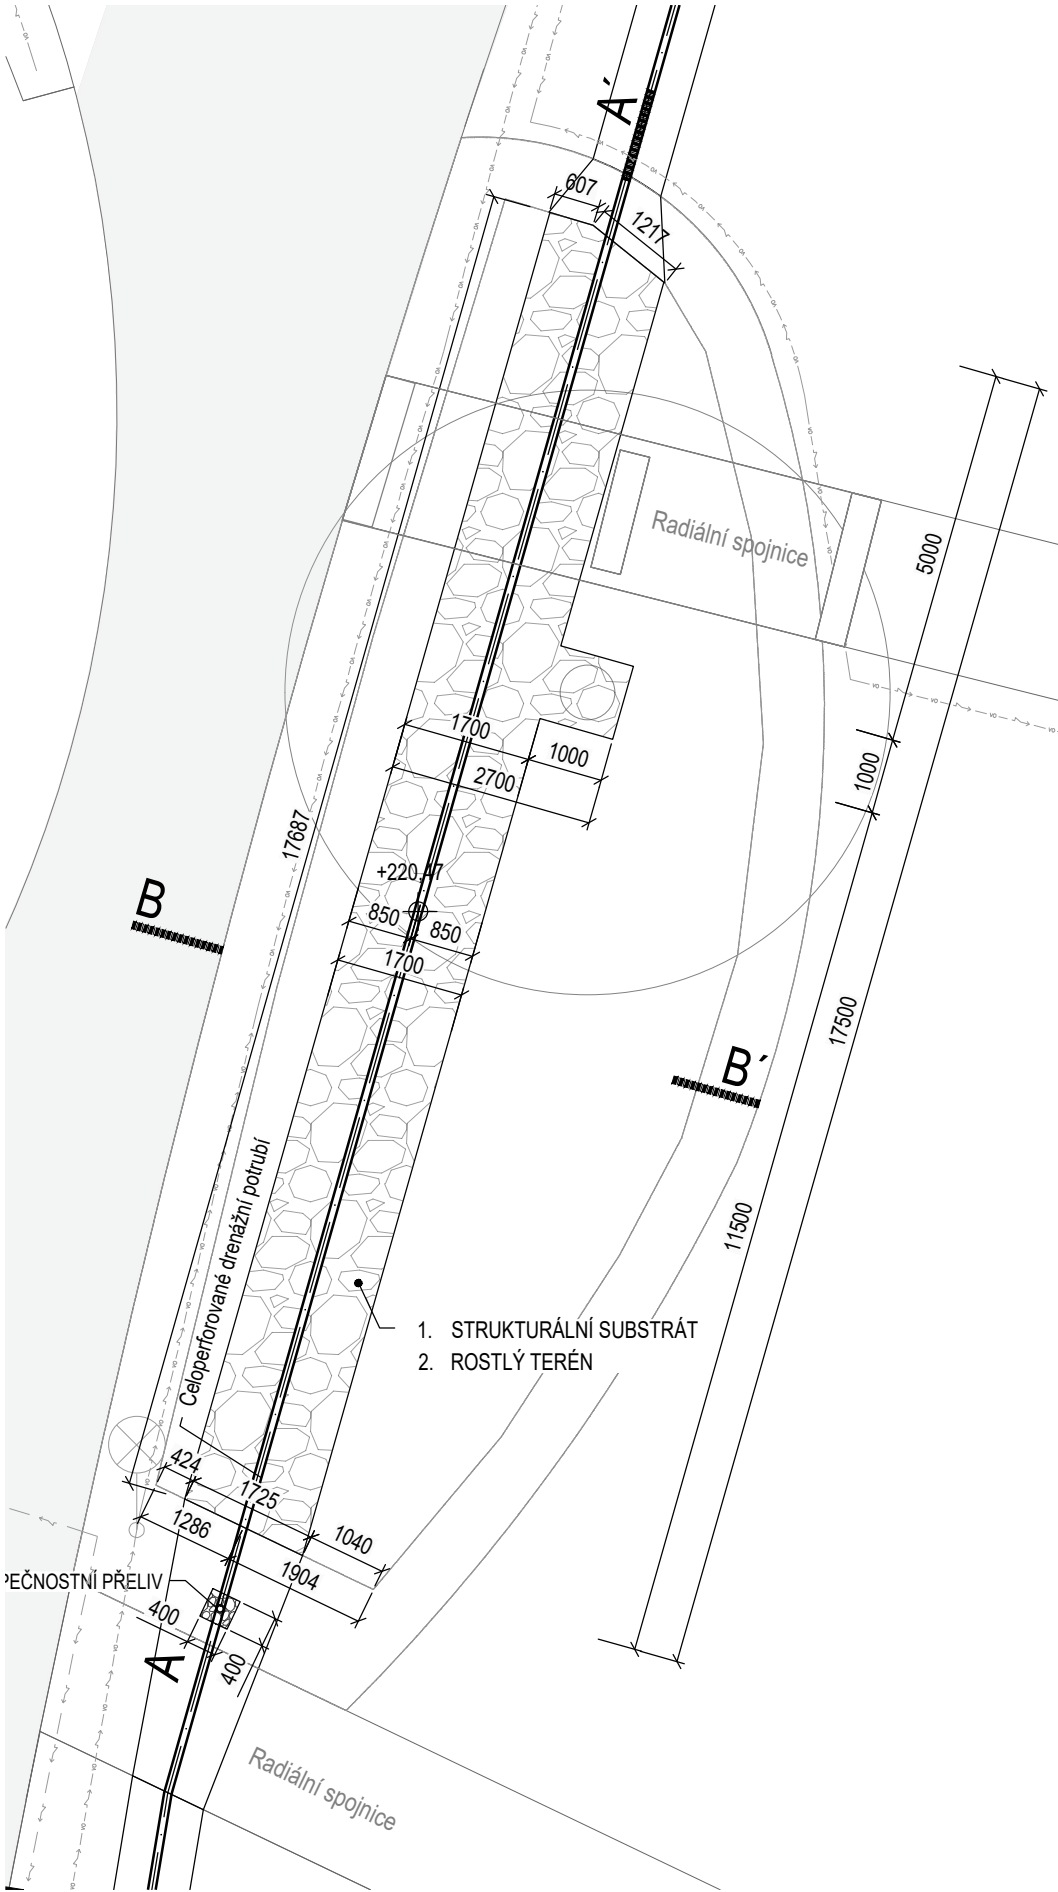 A´
607
1217
Radiální spojnice
5000
1700
1000
2700
1000
17687
+220,47
850
850
1700
B
B´
17500
11500
Celoperforované drenážní potrubí
1. STRUKTURÁLNÍ SUBSTRÁT
2. ROSTLÝ TERÉN
424
1725
1286
1040
1904
PEČNOSTNÍ PŘELIV
400
400
A
Radiální spojnice